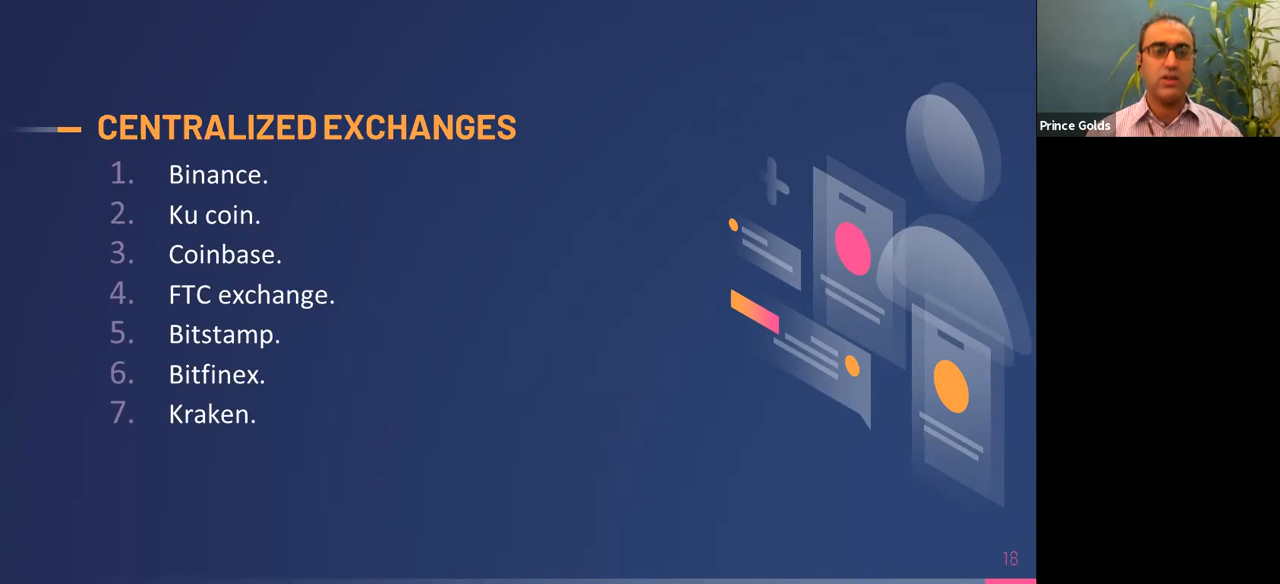 CENTRALIZED EXCHANGES
1. Binance.
2. Ku coin.
3. Coinbase.
4. FTC exchange.
5. Bitstamp.
6. Bitfinex.
7. Kraken.
18
Prince Golds